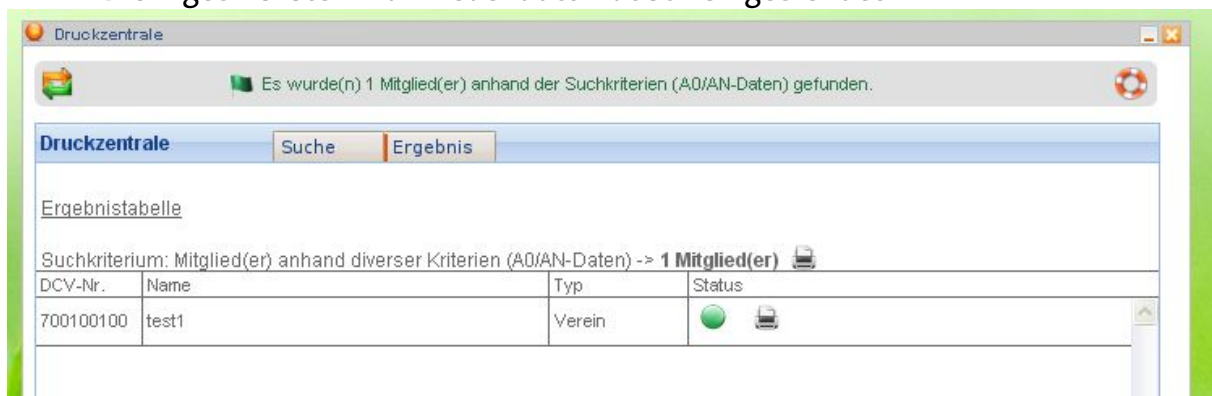 Druckzentrale
Es wurde(n) 1 Mitglied(er) anhand der Suchkriterien (A0/AN-Daten) gefunden.
Druckzentrale Suche Ergebnis
Ergebnistabelle
Suchkriterium: Mitglied(er) anhand diverser Kriterien (A0/AN-Daten) -> 1 Mitglied(er)
DCV-Nr. Name Typ Status
700100100 test1 Verein